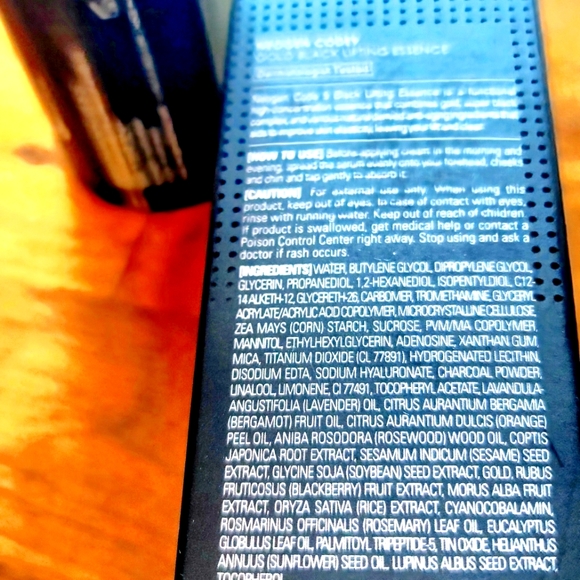 GOLD BLACK LIFTING ESSENCE
Dermatologist Tested
[HOW TO USE] Before applying cream in the morning and
evening, spread the serum evenly onto your forehead, cheeks
and chin and tap gently to absorb it.
[CAUTION] For external use only. When using this
product, keep out of eyes. In case of contact with eyes,
rinse with running water. Keep out of reach of children.
If product is swallowed, get medical help or contact a
Poison Control Center right away. Stop using and ask a
doctor if rash occurs.
[INGREDIENTS] WATER, BUTYLENE GLYCOL, DIPROPYLENE GLYCOL,
GLYCERIN, PROPANEDIOL, 1,2-HEXANEDIOL, ISOPENTYLDIOL, C12-
14 ALKETH-12, GLYCERETH-26, CARBOMER, TROMETHAMINE, GLYCERYL
ACRYLATE/ACRYLIC ACID COPOLYMER, MICROCRYSTALLINE CELLULOSE,
ZEA MAYS (CORN) STARCH, SUCROSE, PVM/MA COPOLYMER,
MANNITOL, ETHYLHEXYLGLYCERIN, ADENOSINE, XANTHAN GUM,
MICA, TITANIUM DIOXIDE (CI 77891), HYDROGENATED LECITHIN,
DISODIUM EDTA, SODIUM HYALURONATE, CHARCOAL POWDER,
LINALOOL, LIMONENE, CI 77491, TOCOPHERYL ACETATE, LAVANDULA
ANGUSTIFOLIA (LAVENDER) OIL, CITRUS AURANTIUM BERGAMIA
(BERGAMOT) FRUIT OIL, CITRUS AURANTIUM DULCIS (ORANGE)
PEEL OIL, ANIBA ROSODORA (ROSEWOOD) WOOD OIL, COPTIS
JAPONICA ROOT EXTRACT, SESAMUM INDICUM (SESAME) SEED
EXTRACT, GLYCINE SOJA (SOYBEAN) SEED EXTRACT, GOLD, RUBUS
FRUTICOSUS (BLACKBERRY) FRUIT EXTRACT, MORUS ALBA FRUIT
EXTRACT, ORYZA SATIVA (RICE) EXTRACT, CYANOCOBALAMIN,
ROSMARINUS OFFICINALIS (ROSEMARY) LEAF OIL, EUCALYPTUS
GLOBULUS LEAF OIL, PALMITOYL TRIPEPTIDE-5, TIN OXIDE, HELIANTHUS
ANNUUS (SUNFLOWER) SEED OIL, LUPINUS ALBUS SEED EXTRACT,
TOCOPHEROL